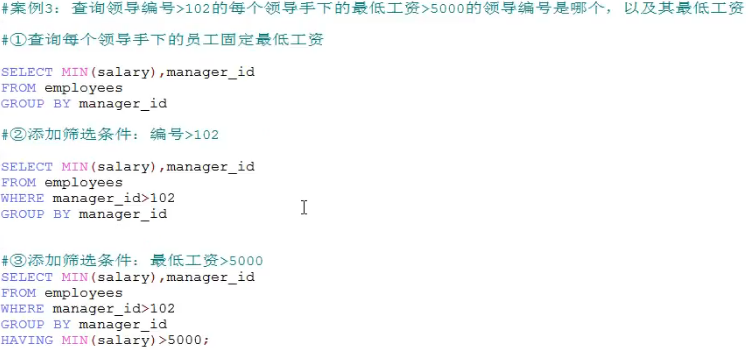 #案例3：查询领导编号>102的每个领导手下的最低工资>5000的领导编号是哪个，以及其最低工资
#①查询每个领导手下的员工固定最低工资
SELECT MIN(salary),manager_id
FROM employees
GROUP BY manager_id
#②添加筛选条件：编号>102
SELECT MIN(salary),manager_id
FROM employees
WHERE manager_id>102
GROUP BY manager_id
#③添加筛选条件：最低工资>5000
SELECT MIN(salary),manager_id
FROM employees
WHERE manager_id>102
GROUP BY manager_id
HAVING MIN(salary)>5000;